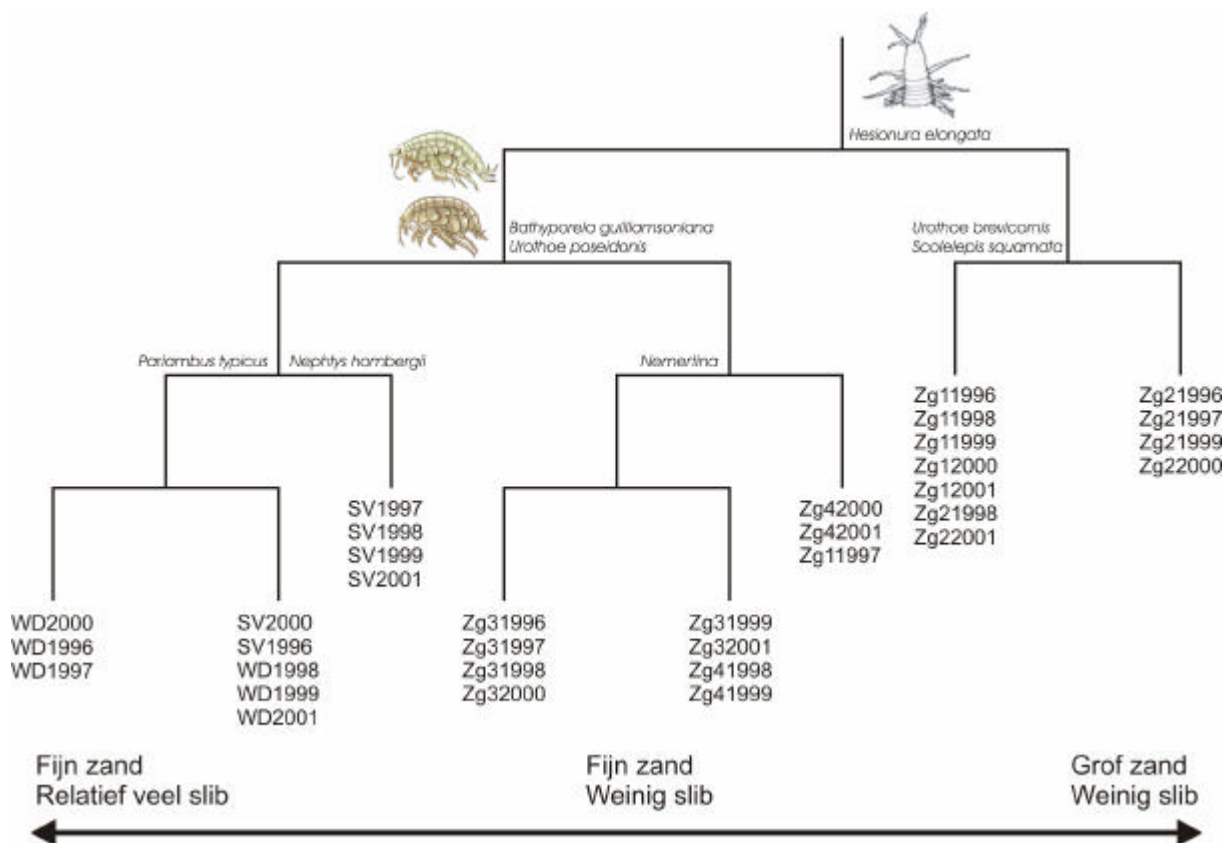 Hesionura elongata
Bathyporeia guilliamsoniana
Urothoe poseidonis
Urothoe brevicornis
Scolelepis squamata
Pariambus typicus
Nephtys hombergii
Nemertina
Zg11996
Zg11998
Zg11999
Zg12000
Zg12001
Zg21998
Zg22001
Zg21996
Zg21997
Zg21999
Zg22000
SV1997
SV1998
SV1999
SV2001
Zg42000
Zg42001
Zg11997
WD2000
WD1996
WD1997
SV2000
SV1996
WD1998
WD1999
WD2001
Zg31996
Zg31997
Zg31998
Zg32000
Zg31999
Zg32001
Zg41998
Zg41999
Fijn zand
Relatief veel slib
Fijn zand
Weinig slib
Grof zand
Weinig slib